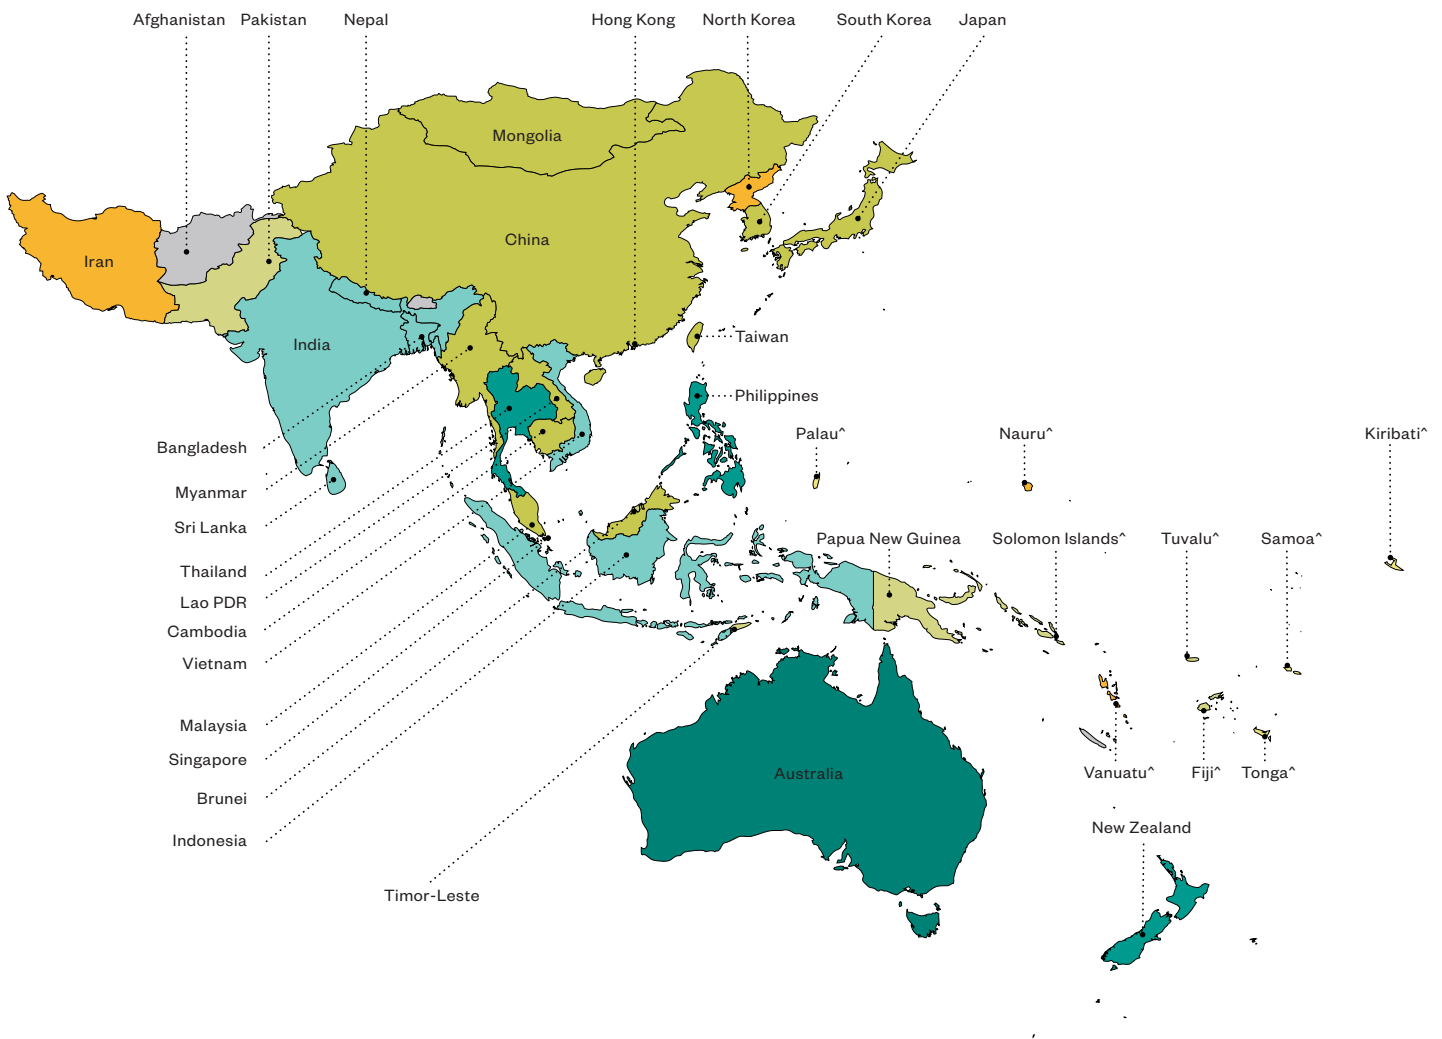 Afghanistan
Pakistan
Nepal
Hong Kong
North Korea
South Korea
Japan
Mongolia
China
Iran
India
Taiwan
Philippines
Palau^
Nauru^
Kiribati^
Bangladesh
Myanmar
Sri Lanka
Thailand
Lao PDR
Cambodia
Vietnam
Malaysia
Singapore
Brunei
Indonesia
Timor-Leste
Papua New Guinea
Solomon Islands^
Tuvalu^
Samoa^
Australia
Vanuatu^
Fiji^
Tonga^
New Zealand